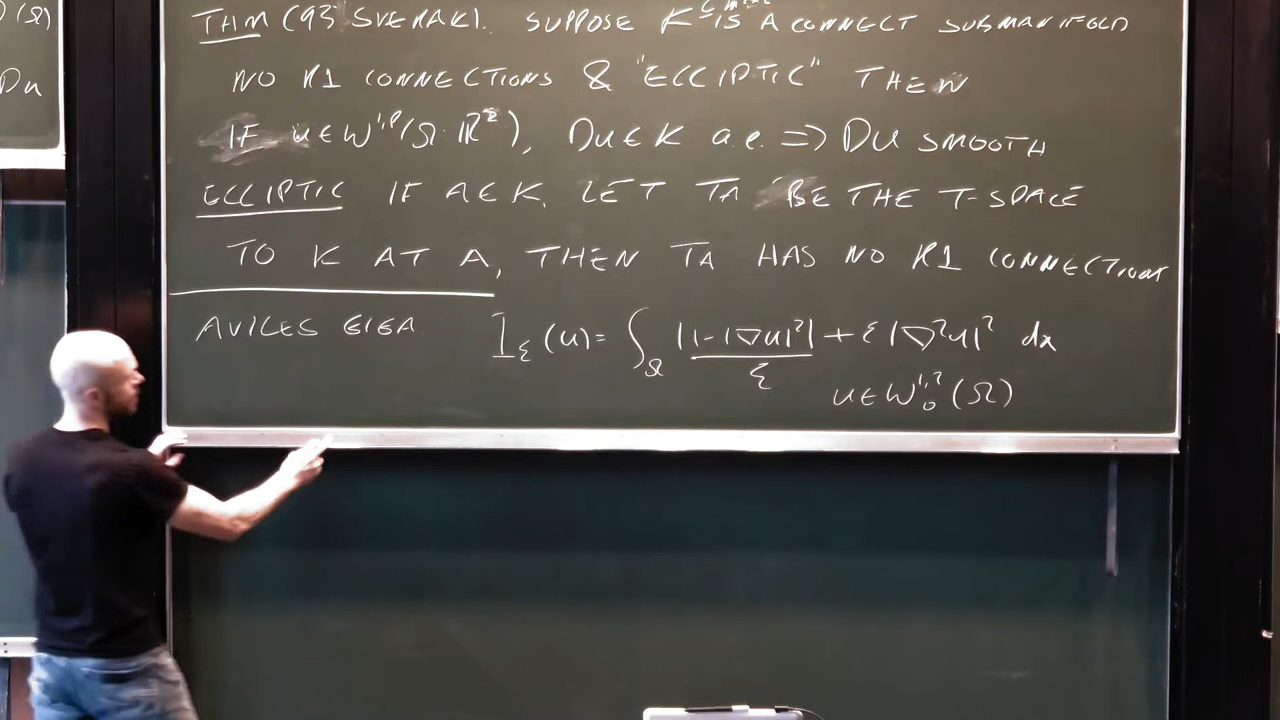 (Ω)
Du
THM (93 SVERAK). SUPPOSE K IS A CONNECT SUBMANIFOLD
NO R1 CONNECTIONS & "ELLIPTIC" THEN
IF u∈W^{1,p}(Ω:ℝ²), Du∈K a.e. => DU SMOOTH
ELLIPTIC IF A∈K, LET TA BE THE T-SPACE
TO K AT A, THEN TA HAS NO R1 CONNECTIONS
AVILES GIGA I_ε(u) = ∫_Ω |1-|∇u|²|/ε + ε|∇²u|² dx
u∈W_0^{1,?}(Ω)